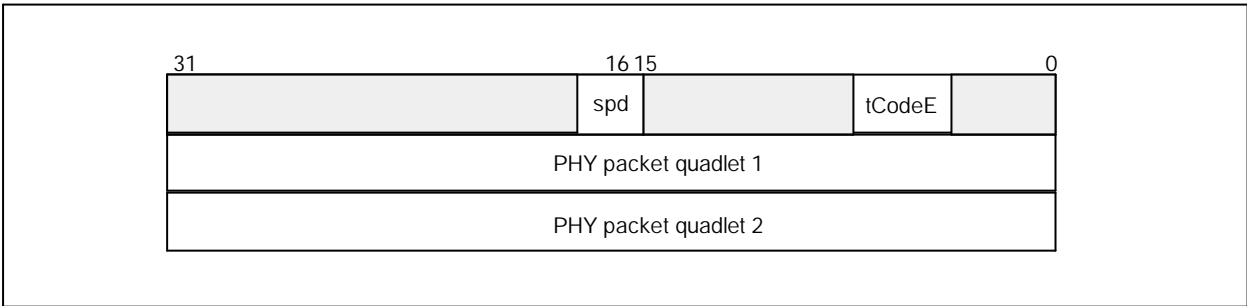 31 16 15 0
spd tCodeE
PHY packet quadlet 1
PHY packet quadlet 2